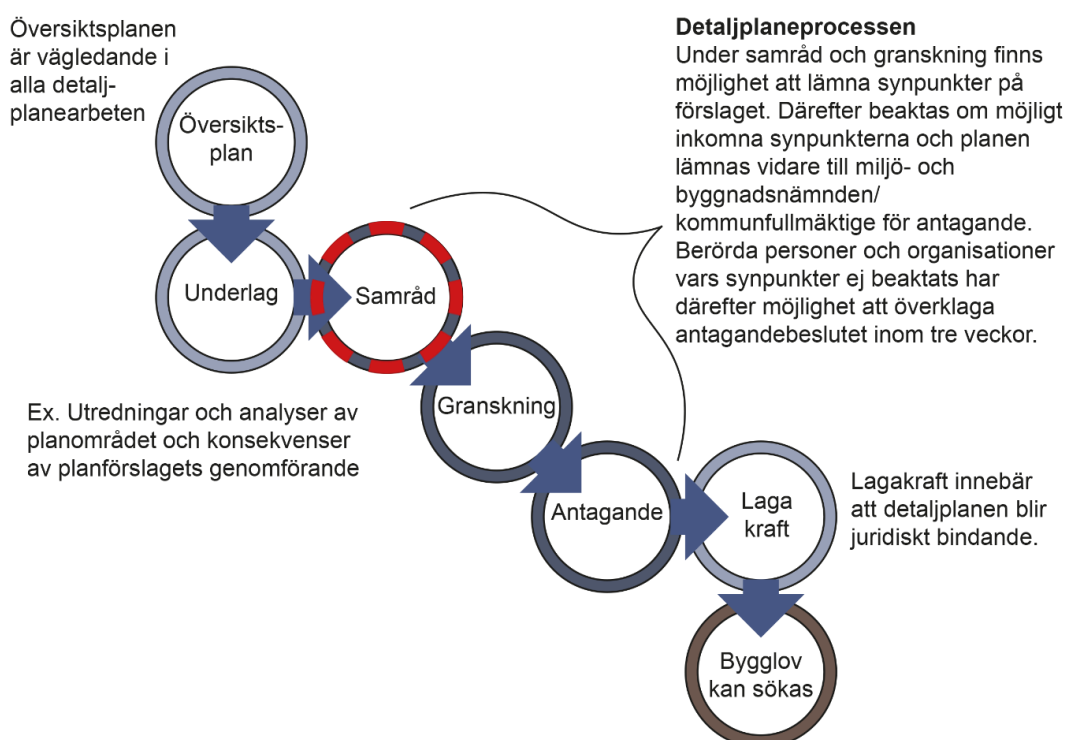 Översiktsplanen
är vägledande i
alla detalj-
planearbeten
Detaljplaneprocessen
Under samråd och granskning finns
möjlighet att lämna synpunkter på
förslaget. Därefter beaktas om möjligt
inkomna synpunkterna och planen
lämnas vidare till miljö- och
byggnadsnämnden/
kommunfullmäktige för antagande.
Berörda personer och organisationer
vars synpunkter ej beaktats har
därefter möjlighet att överklaga
antagandebeslutet inom tre veckor.
Översikts-
plan
Underlag
Samråd
Ex. Utredningar och analyser av
planområdet och konsekvenser
av planförslagets genomförande
Granskning
Antagande
Laga
kraft
Lagakraft innebär
att detaljplanen blir
juridiskt bindande.
Bygglov
kan sökas